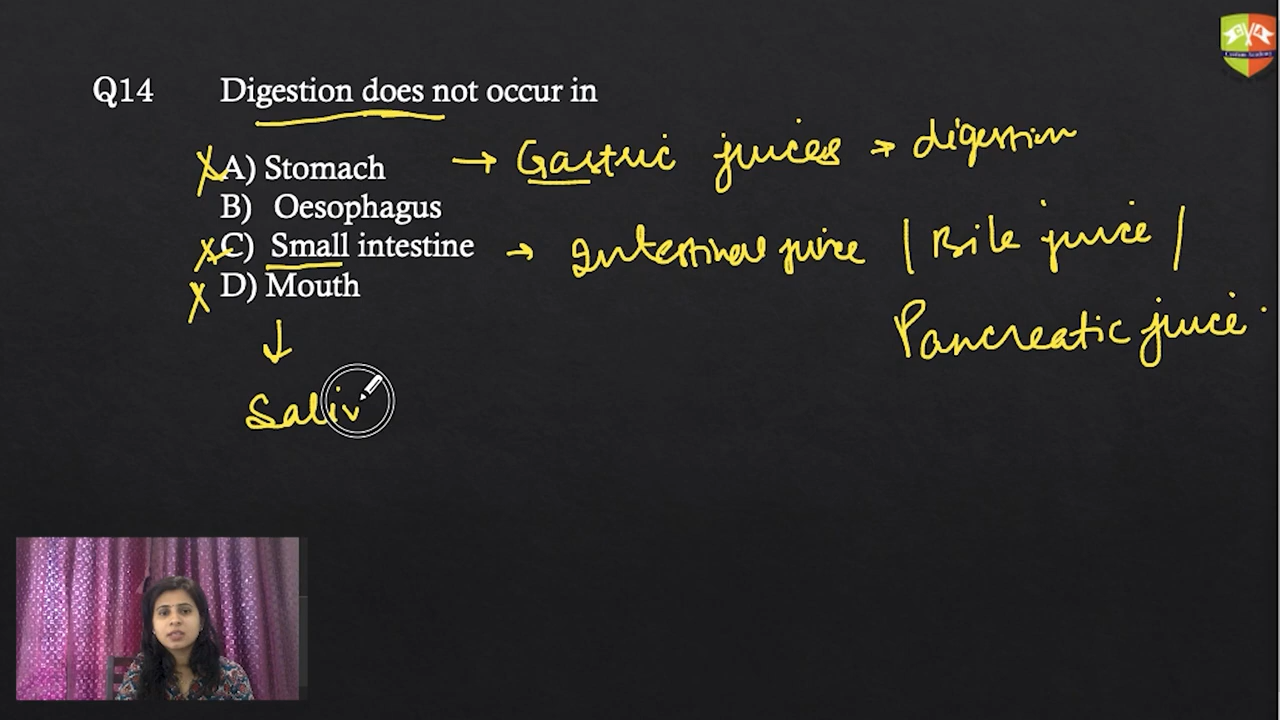 Q14 Digestion does not occur in
X A) Stomach → Gastric juices → digestion
B) Oesophagus
X C) Small intestine → Intestinal juice | Bile juice |
Pancreatic juice
X D) Mouth
↓
Saliv